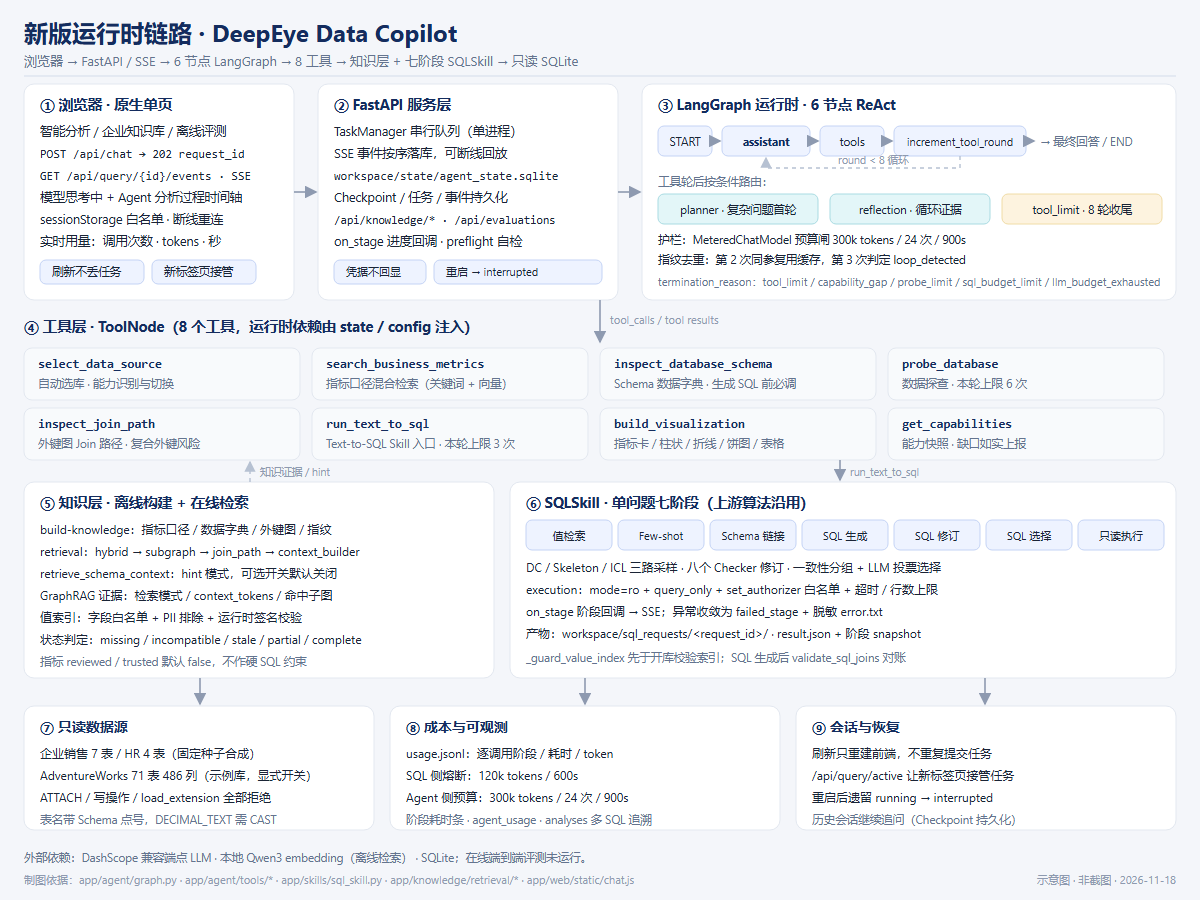 新版运行时链路 · DeepEye Data Copilot
浏览器 → FastAPI / SSE → 6 节点 LangGraph → 8 工具 → 知识层 + 七阶段 SQLSkill → 只读 SQLite
① 浏览器 · 原生单页
智能分析 / 企业知识库 / 离线评测
POST /api/chat → 202 request_id
GET /api/query/{id}/events · SSE
模型思考中 + Agent 分析过程时间轴
sessionStorage 白名单 · 断线重连
实时用量：调用次数 · tokens · 秒
刷新不丢任务
新标签页接管
② FastAPI 服务层
TaskManager 串行队列（单进程）
SSE 事件按序落库，可断线回放
workspace/state/agent_state.sqlite
Checkpoint / 任务 / 事件持久化
/api/knowledge/* · /api/evaluations
on_stage 进度回调 · preflight 自检
凭据不回显
重启 → interrupted
③ LangGraph 运行时 · 6 节点 ReAct
START
assistant
tools
increment_tool_round
→ 最终回答 / END
round < 8 循环
工具轮后按条件路由：
planner · 复杂问题首轮
reflection · 循环证据
tool_limit · 8 轮收尾
护栏：MeteredChatModel 预算闸 300k tokens / 24 次 / 900s
指纹去重：第 2 次同参复用缓存，第 3 次判定 loop_detected
termination_reason：tool_limit / capability_gap / probe_limit / sql_budget_limit / llm_budget_exhausted
④ 工具层 · ToolNode（8 个工具，运行时依赖由 state / config 注入）
tool_calls / tool results
select_data_source
自动选库 · 能力识别与切换
search_business_metrics
指标口径混合检索（关键词 + 向量）
inspect_database_schema
Schema 数据字典 · 生成 SQL 前必调
probe_database
数据探查 · 本轮上限 6 次
inspect_join_path
外键图 Join 路径 · 复合外键风险
run_text_to_sql
Text-to-SQL Skill 入口 · 本轮上限 3 次
build_visualization
指标卡 / 柱状 / 折线 / 饼图 / 表格
get_capabilities
能力快照 · 缺口如实上报
知识证据 / hint
run_text_to_sql
⑤ 知识层 · 离线构建 + 在线检索
build-knowledge：指标口径 / 数据字典 / 外键图 / 指纹
retrieval：hybrid → subgraph → join_path → context_builder
retrieve_schema_context：hint 模式，可选开关默认关闭
GraphRAG 证据：检索模式 / context_tokens / 命中子图
值索引：字段白名单 + PII 排除 + 运行时签名校验
状态判定：missing / incompatible / stale / partial / complete
指标 reviewed / trusted 默认 false，不作硬 SQL 约束
⑥ SQLSkill · 单问题七阶段（上游算法沿用）
值检索
Few-shot
Schema 链接
SQL 生成
SQL 修订
SQL 选择
只读执行
DC / Skeleton / ICL 三路采样 · 八个 Checker 修订 · 一致性分组 + LLM 投票选择
execution：mode=ro + query_only + set_authorizer 白名单 + 超时 / 行数上限
on_stage 阶段回调 → SSE；异常收敛为 failed_stage + 脱敏 error.txt
产物：workspace/sql_requests/<request_id>/ · result.json + 阶段 snapshot
_guard_value_index 先于开库校验索引；SQL 生成后 validate_sql_joins 对账
⑦ 只读数据源
企业销售 7 表 / HR 4 表（固定种子合成）
AdventureWorks 71 表 486 列（示例库，显式开关）
ATTACH / 写操作 / load_extension 全部拒绝
表名带 Schema 点号，DECIMAL_TEXT 需 CAST
⑧ 成本与可观测
usage.jsonl：逐调用阶段 / 耗时 / token
SQL 侧熔断：120k tokens / 600s
Agent 侧预算：300k tokens / 24 次 / 900s
阶段耗时条 · agent_usage · analyses 多 SQL 追溯
⑨ 会话与恢复
刷新只重建前端，不重复提交任务
/api/query/active 让新标签页接管任务
重启后遗留 running → interrupted
历史会话继续追问（Checkpoint 持久化）
外部依赖：DashScope 兼容端点 LLM · 本地 Qwen3 embedding（离线检索） · SQLite；在线端到端评测未运行。
制图依据：app/agent/graph.py · app/agent/tools/* · app/skills/sql_skill.py · app/knowledge/retrieval/* · app/web/static/chat.js
示意图 · 非截图 · 2026-11-18